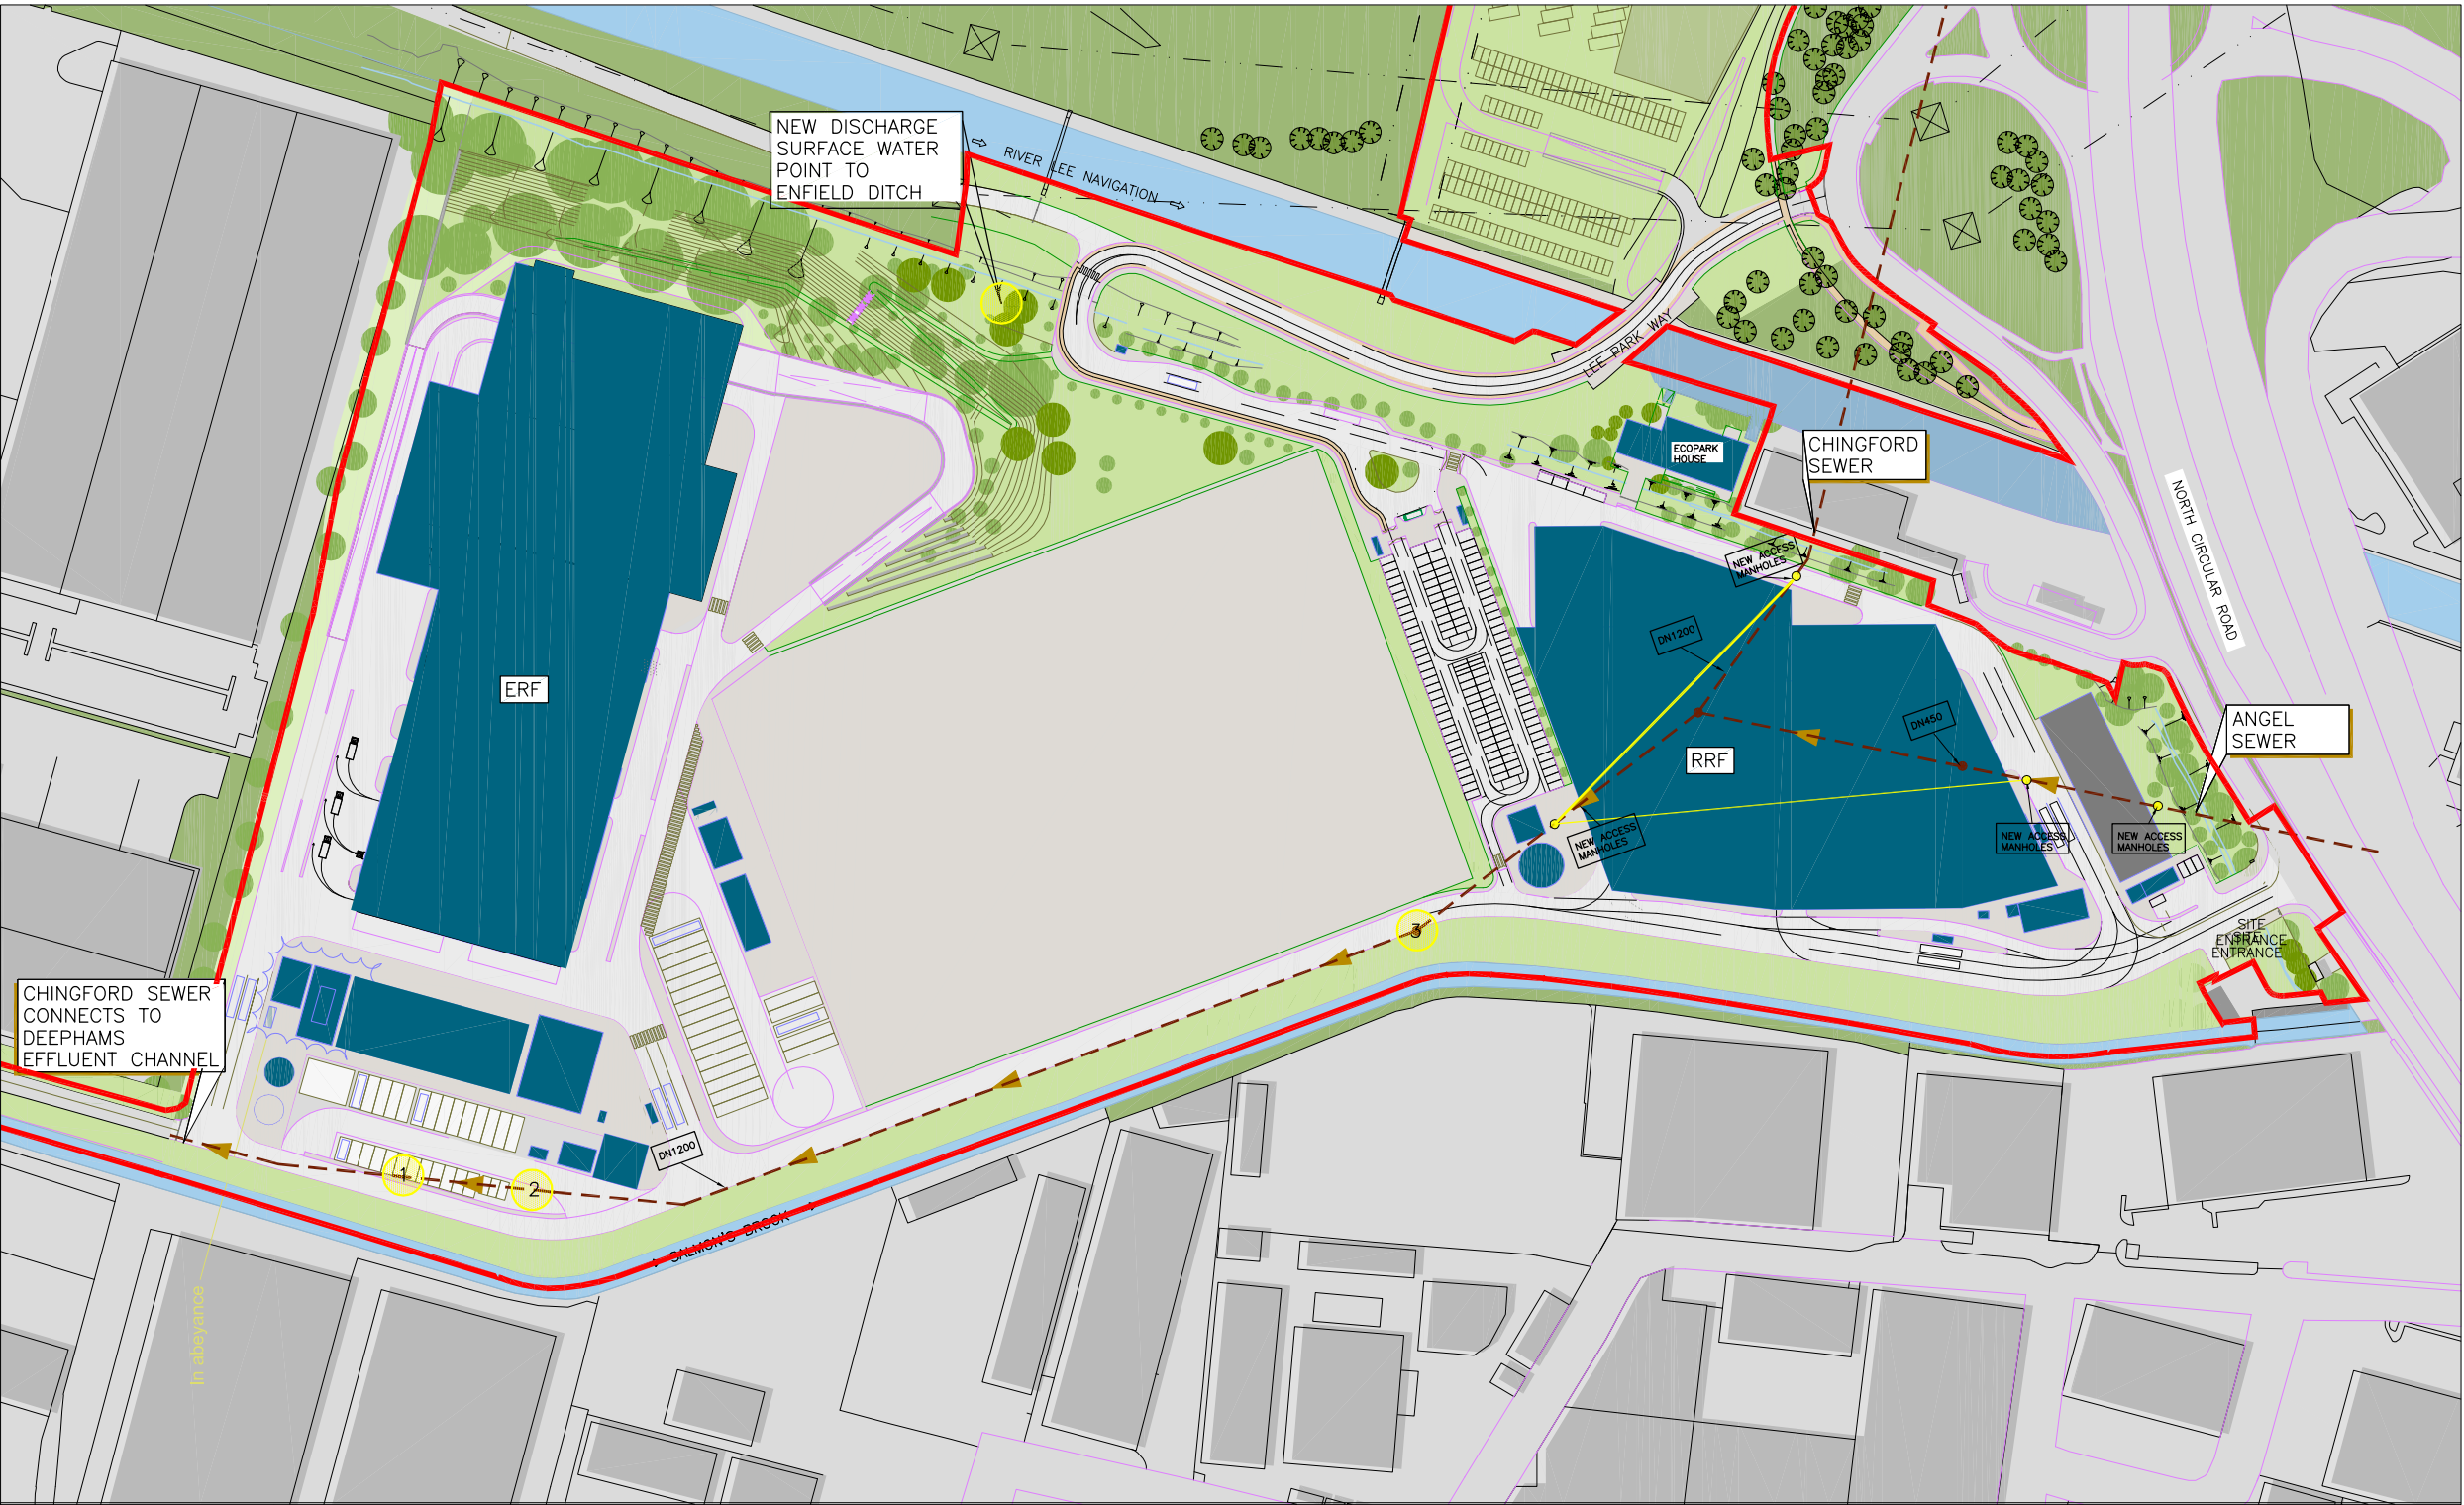 NEW DISCHARGE
SURFACE WATER
POINT TO
ENFIELD DITCH
RIVER LEE NAVIGATION
LEE PARK WAY
ECOPARK
HOUSE
CHINGFORD
SEWER
NORTH CIRCULAR ROAD
NEW ACCESS
MANHOLES
DN1200
ERF
RRF
DN450
ANGEL
SEWER
NEW ACCESS
MANHOLES
NEW ACCESS
MANHOLES
NEW ACCESS
MANHOLES
3
SITE
ENTRANCE
SITE
ENTRANCE
CHINGFORD SEWER
CONNECTS TO
DEEPHAMS
EFFLUENT CHANNEL
DN1200
1
2
SALMON'S BROOK
In abeyance